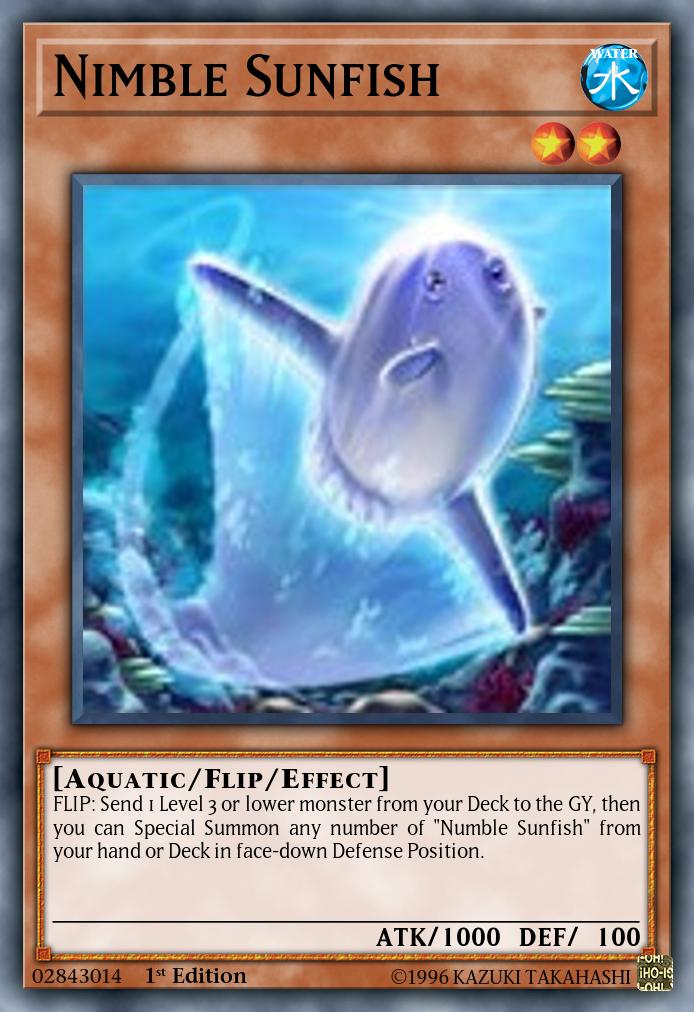 NIMBLE SUNFISH
WATER
水
[AQUATIC/FLIP/EFFECT]
FLIP: Send 1 Level 3 or lower monster from your Deck to the GY, then
you can Special Summon any number of "Numble Sunfish" from
your hand or Deck in face-down Defense Position.
ATK/1000 DEF/ 100
02843014 1st Edition ©1996 KAZUKI TAKAHASHI